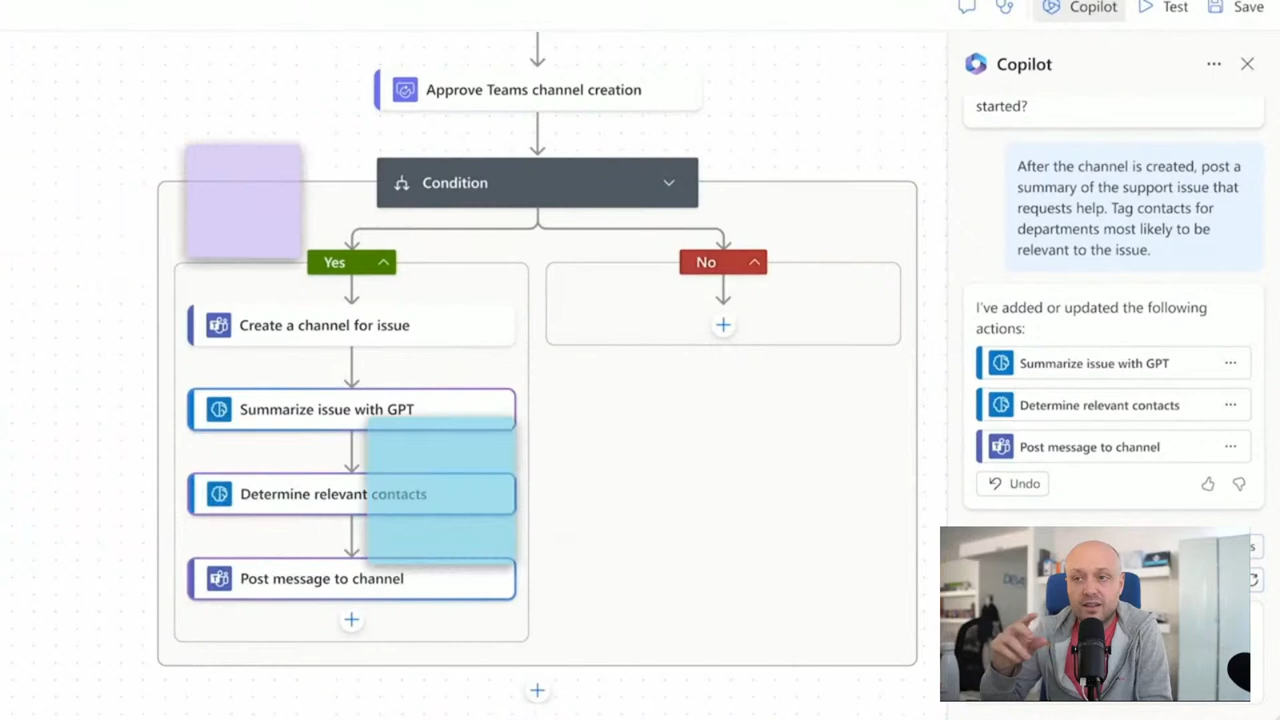 Copilot
Test
Save
Approve Teams channel creation
Condition
Yes
No
Create a channel for issue
Summarize issue with GPT
Determine relevant contacts
Post message to channel
Copilot
started?
After the channel is created, post a
summary of the support issue that
requests help. Tag contacts for
departments most likely to be
relevant to the issue.
I've added or updated the following
actions:
Summarize issue with GPT
Determine relevant contacts
Post message to channel
Undo